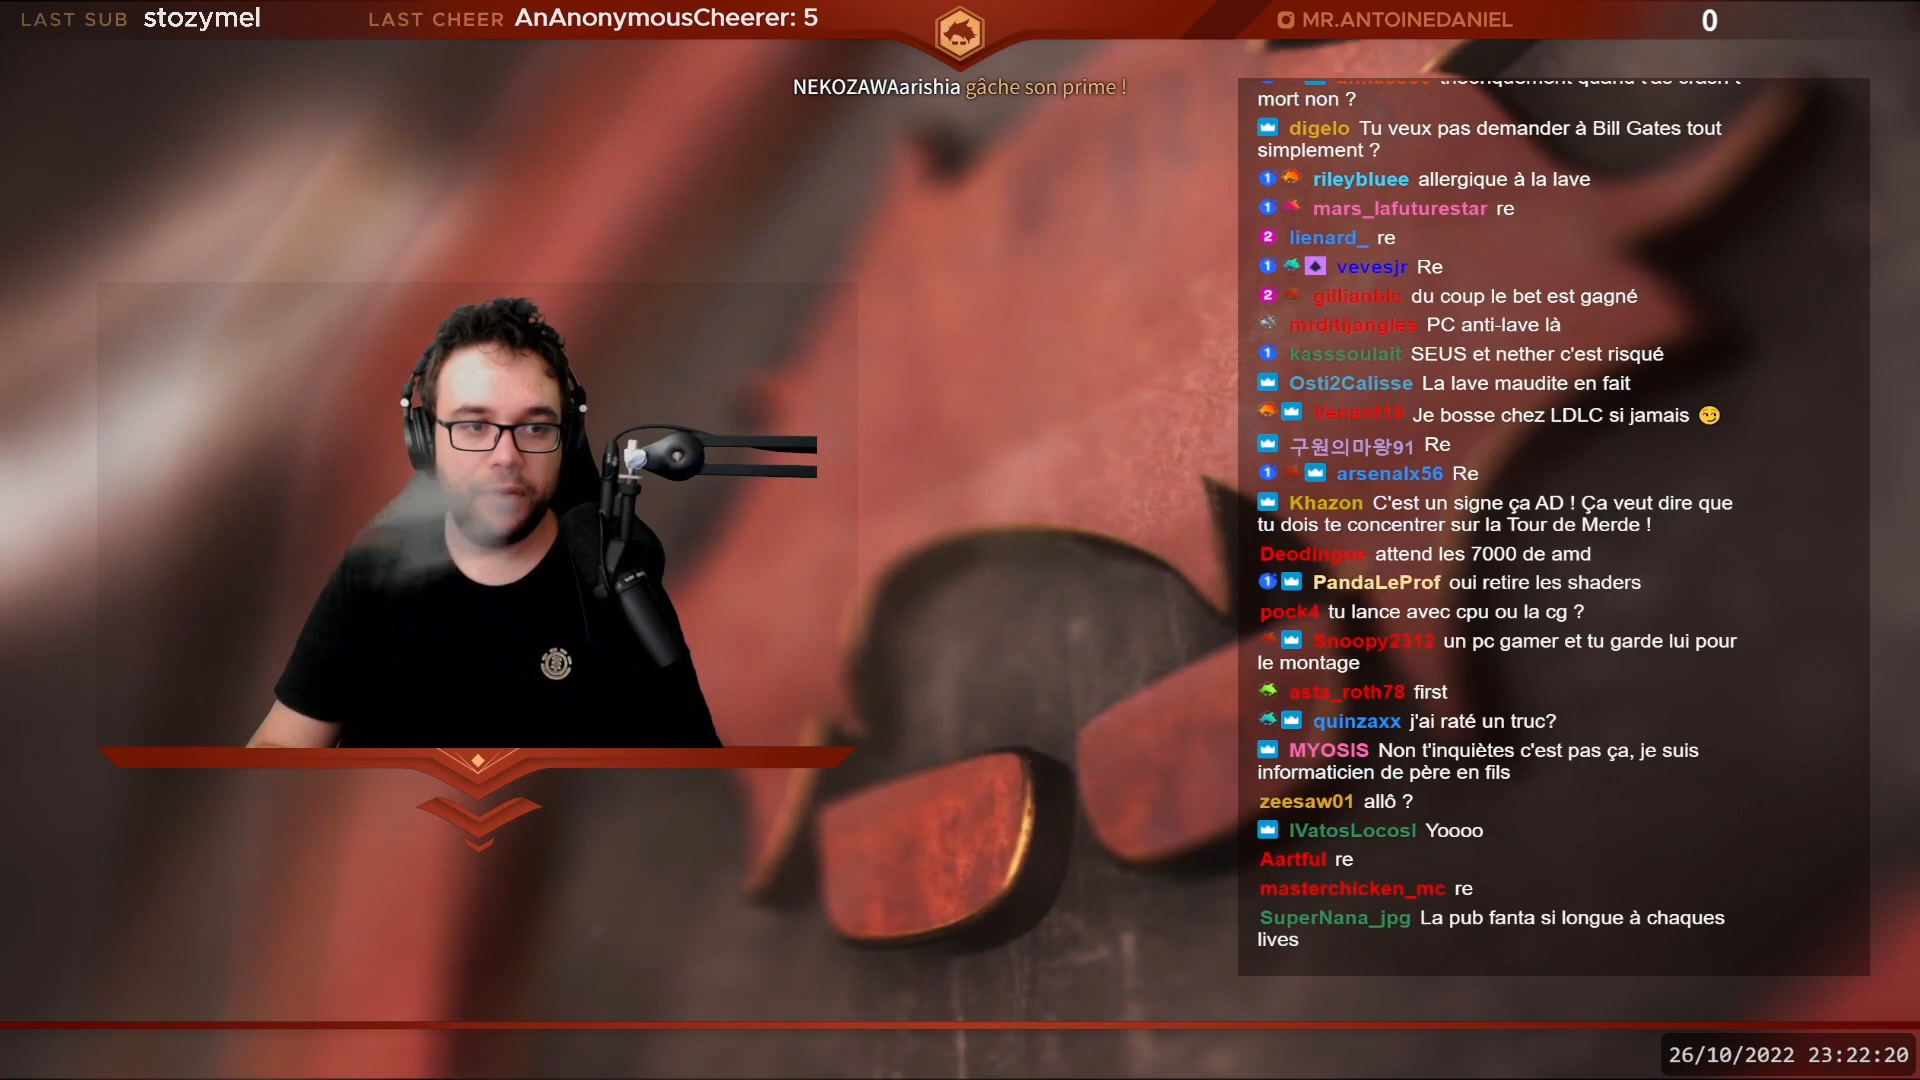 LAST SUB stozymel
LAST CHEER AnAnonymousCheerer: 5
MR.ANTOINEDANIEL
0
NEKOZAWAarishia gâche son prime !
mort non ?
digelo Tu veux pas demander à Bill Gates tout
simplement ?
rileybluee allergique à la lave
mars_lafuturestar re
lienard_ re
vevesjr Re
gillianblc du coup le bet est gagné
mrditijangles PC anti-lave là
kasssoulait SEUS et nether c'est risqué
Osti2Calisse La lave maudite en fait
Venant19 Je bosse chez LDLC si jamais 😏
구원의마왕91 Re
arsenalx56 Re
Khazon C'est un signe ça AD ! Ça veut dire que
tu dois te concentrer sur la Tour de Merde !
Deodingue attend les 7000 de amd
PandaLeProf oui retire les shaders
pock4 tu lance avec cpu ou la cg ?
Snoopy2312 un pc gamer et tu garde lui pour
le montage
asta_roth78 first
quinzaxx j'ai raté un truc?
MYOSIS Non t'inquiètes c'est pas ça, je suis
informaticien de père en fils
zeesaw01 allô ?
IVatosLocosI Yoooo
Aartful re
masterchicken_mc re
SuperNana_jpg La pub fanta si longue à chaques
lives
26/10/2022 23:22:20